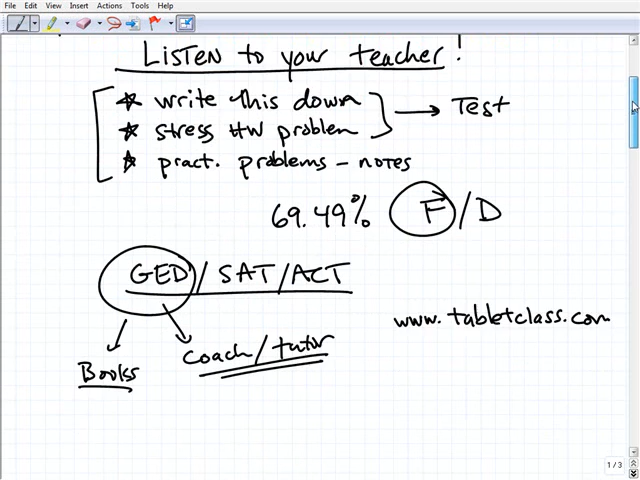 File Edit View Insert Actions Tools Help
Listen to your teacher!
write this down
stress HW problem
Test
pract. problems - notes
69.49% F/D
GED/SAT/ACT
www.tabletclass.com
Books
coach/tutor
1/3